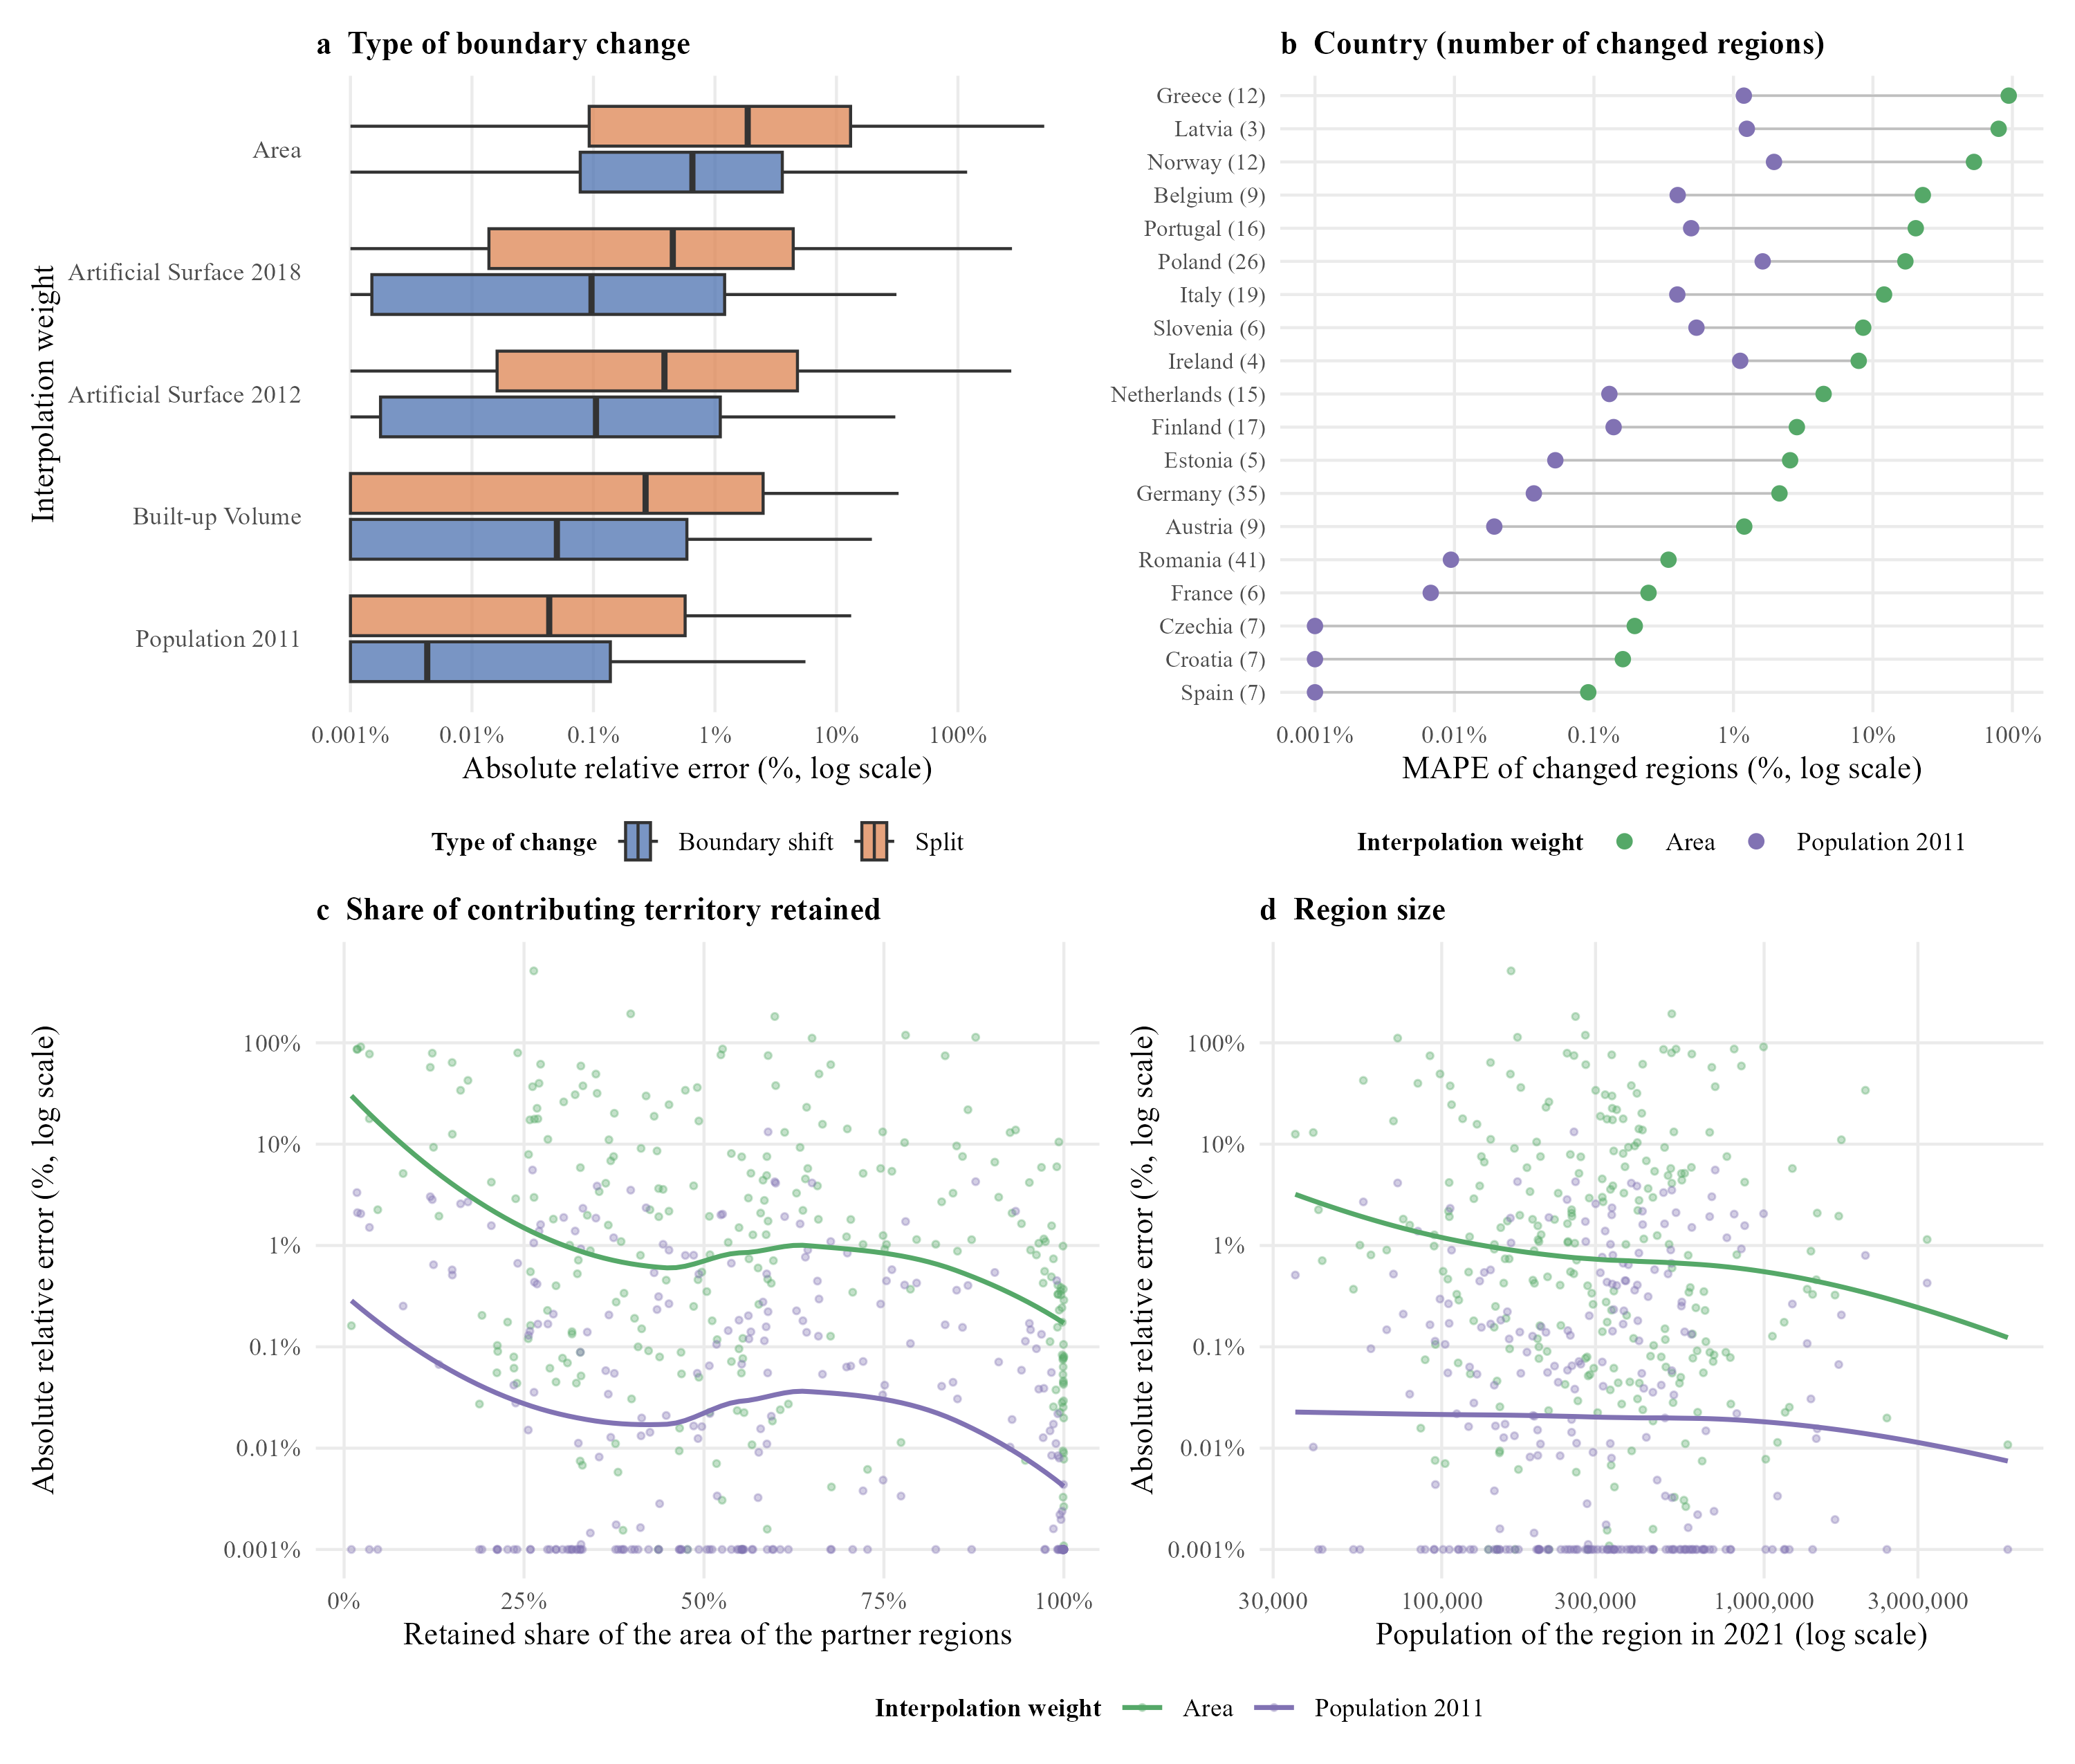 a Type of boundary change
Interpolation weight
Area
Artificial Surface 2018
Artificial Surface 2012
Built-up Volume
Population 2011
0.001% 0.01% 0.1% 1% 10% 100%
Absolute relative error (%, log scale)
Type of change Boundary shift Split
b Country (number of changed regions)
Greece (12)
Latvia (3)
Norway (12)
Belgium (9)
Portugal (16)
Poland (26)
Italy (19)
Slovenia (6)
Ireland (4)
Netherlands (15)
Finland (17)
Estonia (5)
Germany (35)
Austria (9)
Romania (41)
France (6)
Czechia (7)
Croatia (7)
Spain (7)
0.001% 0.01% 0.1% 1% 10% 100%
MAPE of changed regions (%, log scale)
Interpolation weight Area Population 2011
c Share of contributing territory retained
Absolute relative error (%, log scale)
100%
10%
1%
0.1%
0.01%
0.001%
0% 25% 50% 75% 100%
Retained share of the area of the partner regions
d Region size
Absolute relative error (%, log scale)
100%
10%
1%
0.1%
0.01%
0.001%
30,000 100,000 300,000 1,000,000 3,000,000
Population of the region in 2021 (log scale)
Interpolation weight Area Population 2011